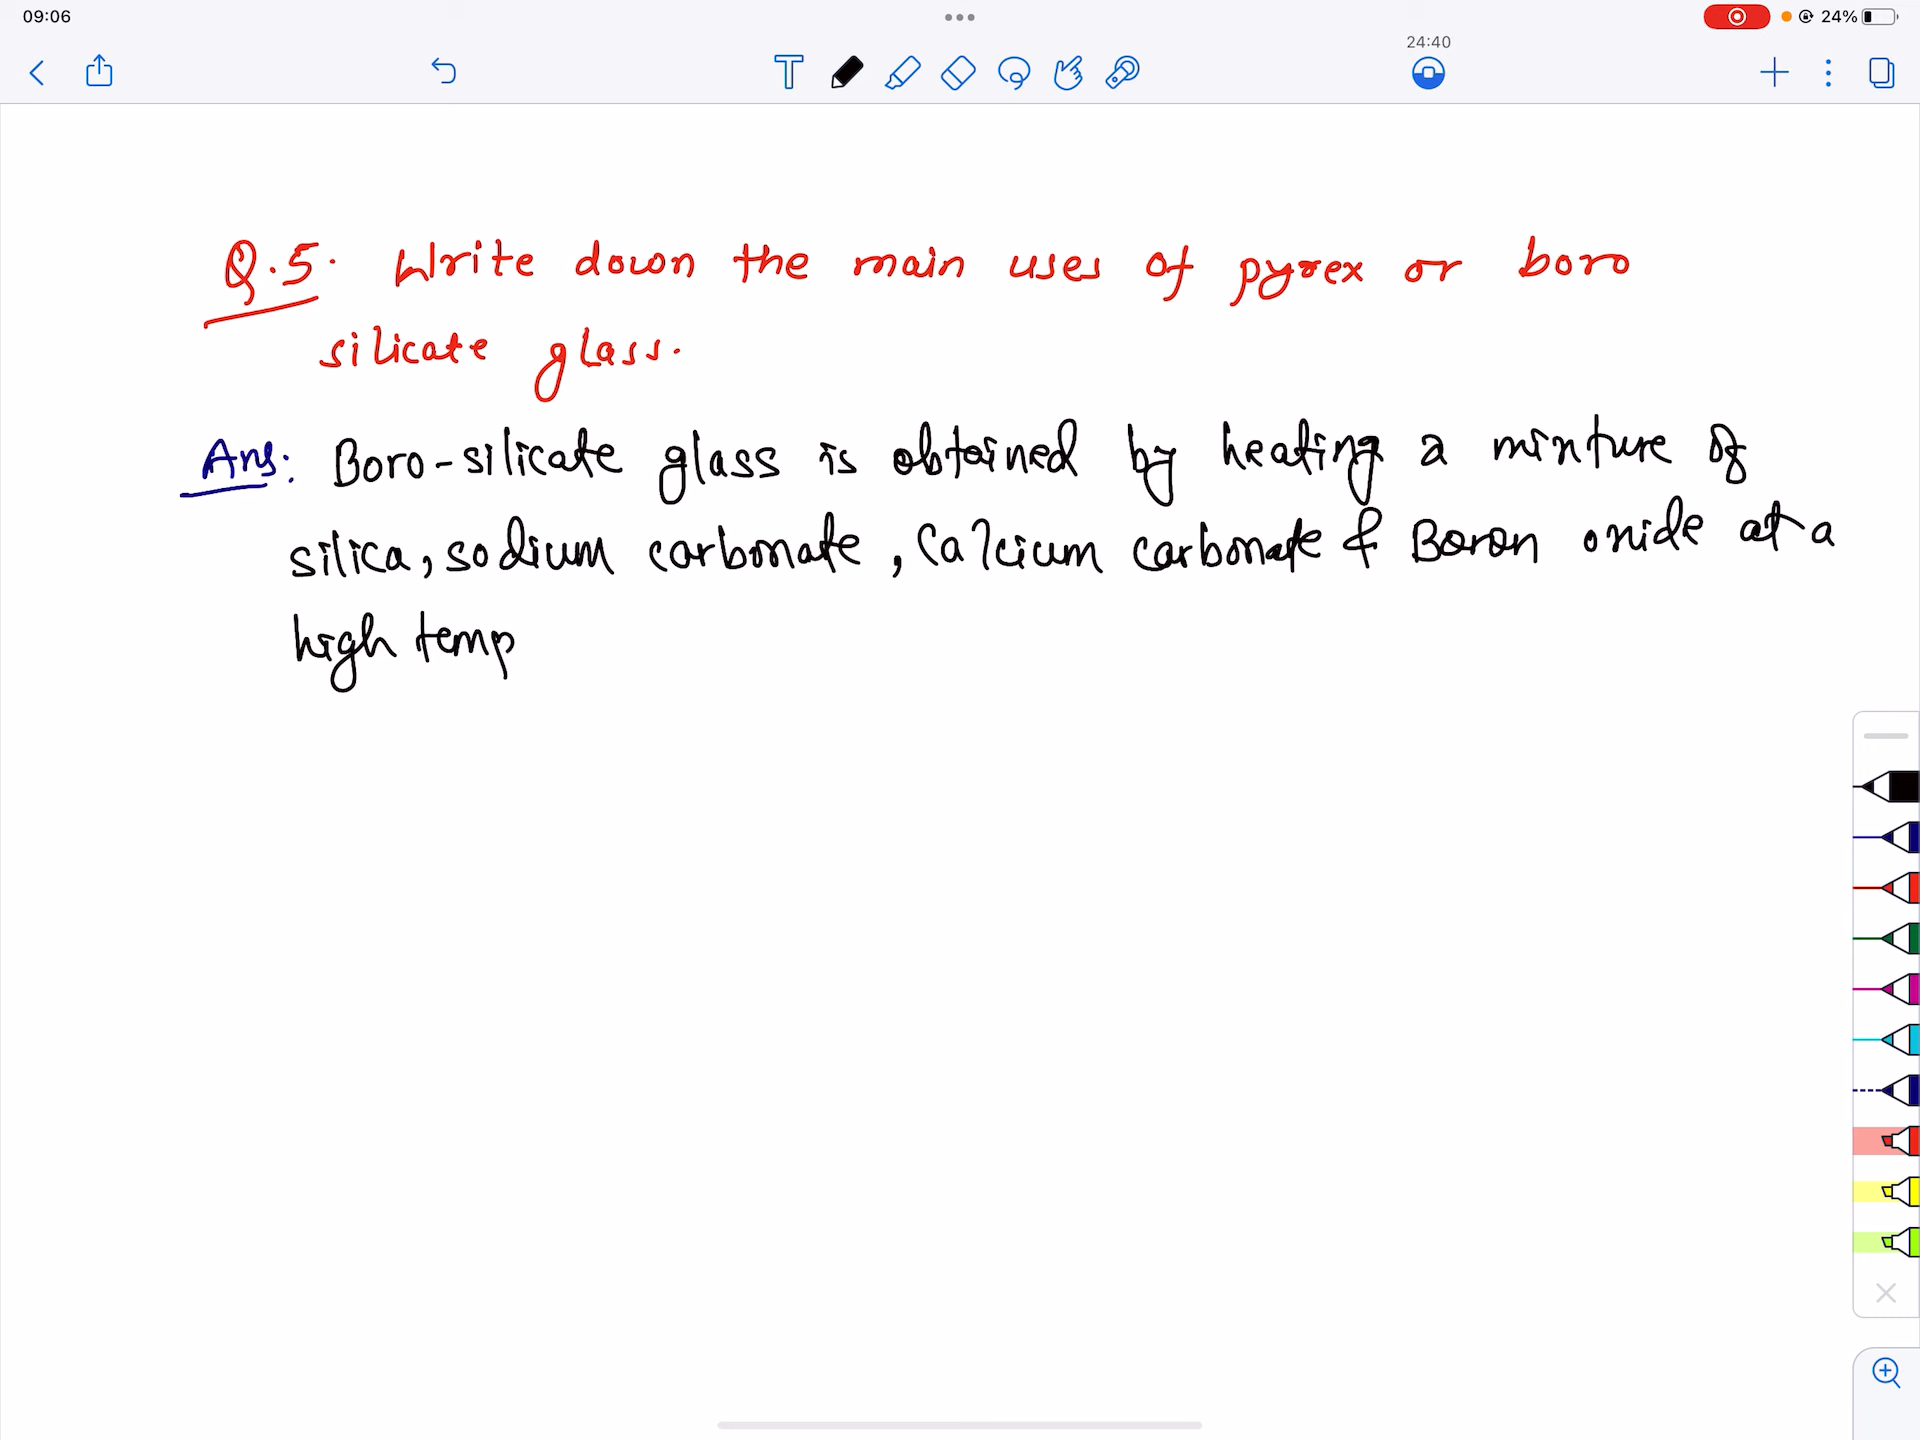 09:06
24%
24:40
Q.5. Write down the main uses of pyrex or boro
silicate glass.
Ans: Boro-silicate glass is obtained by heating a mixture of
silica, sodium carbonate, Calcium carbonate & Boron oxide at a
high temp